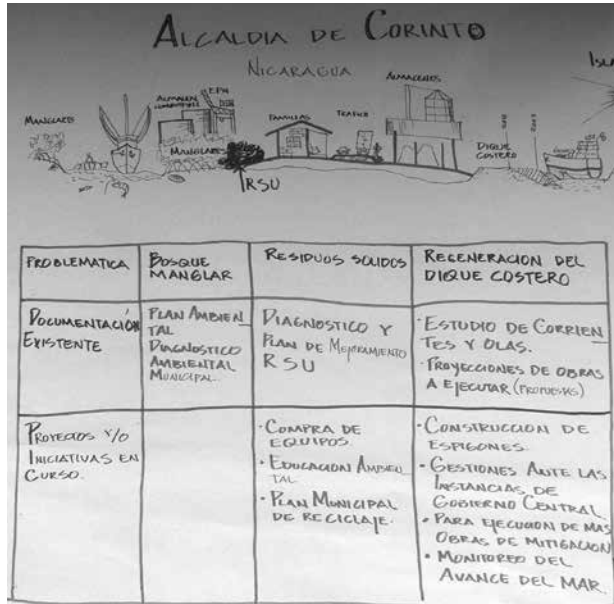 ALCALDIA DE CORINTO
NICARAGUA
MANGLARES
MANGLARES
RSU
FAMILIAS
TRAFICO
ALMACENES
DIQUE
COSTERO
PROBLEMATICA
BOSQUE
MANGLAR
RESIDUOS SOLIDOS
REGENERACION DEL
DIQUE COSTERO
DOCUMENTACIÓN
EXISTENTE
PLAN AMBIEN
TAL
DIAGNOSTICO
AMBIENTAL
MUNICIPAL.
DIAGNOSTICO Y
PLAN DE MEJORAMIENTO
RSU
·ESTUDIO DE CORRIEN
TES Y OLAS.
·PROYECCIONES DE OBRAS
A EJECUTAR (PROPUESTAS)
PROYECTOS Y/O
INICIATIVAS EN
CURSO.
·COMPRA DE
EQUIPOS.
·EDUCACION AMBIEN
TAL
·PLAN MUNICIPAL
DE RECICLAJE.
·CONSTRUCCION DE
ESPIGONES.
·GESTIONES ANTE LAS
INSTANCIAS DE
GOBIERNO CENTRAL
·PARA EJECUCION DE MAS
OBRAS DE MITIGACION
·MONITOREO DEL
AVANCE DEL MAR.